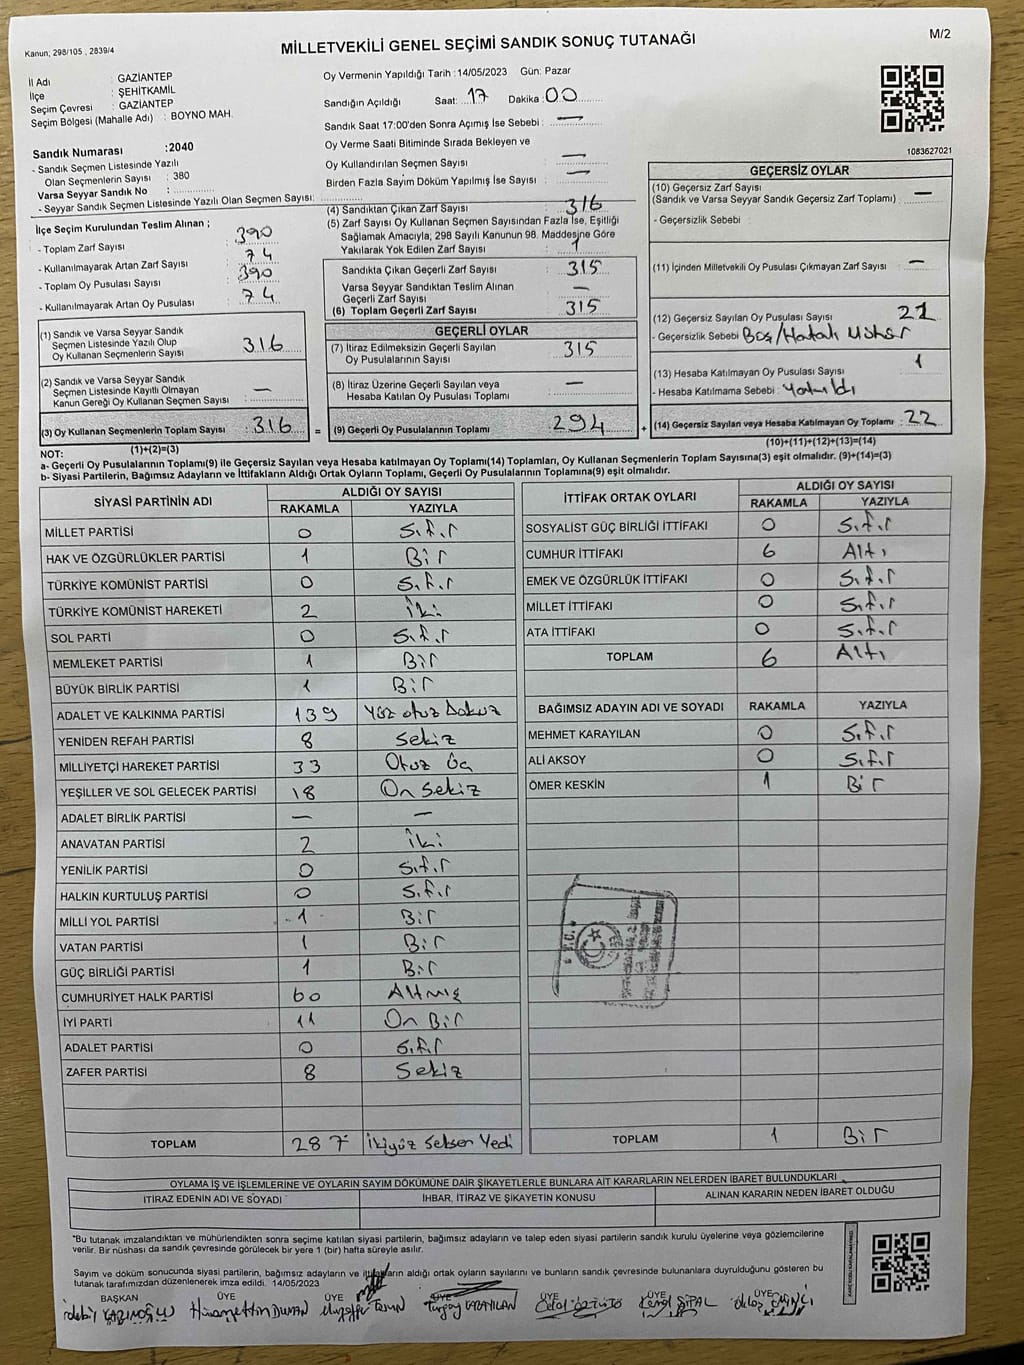 Kanun; 298/105 , 2839/4
MİLLETVEKİLİ GENEL SEÇİMİ SANDIK SONUÇ TUTANAĞI
M/2
İl Adı : GAZİANTEP
İlçe : ŞEHİTKAMİL
Seçim Çevresi : GAZİANTEP
Seçim Bölgesi (Mahalle Adı) : BOYNO MAH.
Sandık Numarası :2040
- Sandık Seçmen Listesinde Yazılı
Olan Seçmenlerin Sayısı : 380
Varsa Seyyar Sandık No :
- Seyyar Sandık Seçmen Listesinde Yazılı Olan Seçmen Sayısı:
Oy Vermenin Yapıldığı Tarih :14/05/2023 Gün: Pazar
Sandığın Açıldığı Saat: 17 Dakika : 00
Sandık Saat 17:00'den Sonra Açımış İse Sebebi : —
Oy Verme Saati Bitiminde Sırada Bekleyen ve
Oy Kullandırılan Seçmen Sayısı : —
Birden Fazla Sayım Döküm Yapılmış İse Sayısı : —
1083627021
İlçe Seçim Kurulundan Teslim Alınan ;
- Toplam Zarf Sayısı : 390
- Kullanılmayarak Artan Zarf Sayısı : 74
- Toplam Oy Pusulası Sayısı : 390
- Kullanılmayarak Artan Oy Pusulası : 74
(4) Sandıktan Çıkan Zarf Sayısı : 316
(5) Zarf Sayısı Oy Kullanan Seçmen Sayısından Fazla İse, Eşitliği
Sağlamak Amacıyla; 298 Sayılı Kanunun 98. Maddesine Göre
Yakılarak Yok Edilen Zarf Sayısı : 1
Sandıkta Çıkan Geçerli Zarf Sayısı : 315
Varsa Seyyar Sandıktan Teslim Alınan
Geçerli Zarf Sayısı : —
(6) Toplam Geçerli Zarf Sayısı : 315
GEÇERSİZ OYLAR
(10) Geçersiz Zarf Sayısı : —
(Sandık ve Varsa Seyyar Sandık Geçersiz Zarf Toplamı)
- Geçersizlik Sebebi :
(11) İçinden Milletvekili Oy Pusulası Çıkmayan Zarf Sayısı : —
(12) Geçersiz Sayılan Oy Pusulası Sayısı : 21
- Geçersizlik Sebebi : Boş/Hatalı Mühür
(13) Hesaba Katılmayan Oy Pusulası Sayısı : 1
- Hesaba Katılmama Sebebi : Yakıldı
(14) Geçersiz Sayılan veya Hesaba Katılmayan Oy Toplamı : 22
(10)+(11)+(12)+(13)=(14)
(1) Sandık ve Varsa Seyyar Sandık
Seçmen Listesinde Yazılı Olup
Oy Kullanan Seçmenlerin Sayısı : 316
(2) Sandık ve Varsa Seyyar Sandık
Seçmen Listesinde Kayıtlı Olmayan
Kanun Gereği Oy Kullanan Seçmen Sayısı : —
(3) Oy Kullanan Seçmenlerin Toplam Sayısı : 316 =
(1)+(2)=(3)
GEÇERLİ OYLAR
(7) İtiraz Edilmeksizin Geçerli Sayılan
Oy Pusulalarının Sayısı : 315
(8) İtiraz Üzerine Geçerli Sayılan veya
Hesaba Katılan Oy Pusulası Toplamı : —
(9) Geçerli Oy Pusulalarının Toplamı : 294 +
NOT:
a- Geçerli Oy Pusulalarının Toplamı(9) ile Geçersiz Sayılan veya Hesaba katılmayan Oy Toplamı(14) Toplamları, Oy Kullanan Seçmenlerin Toplam Sayısına(3) eşit olmalıdır. (9)+(14)=(3)
b- Siyasi Partilerin, Bağımsız Adayların ve İttifakların Aldığı Ortak Oyların Toplamı, Geçerli Oy Pusulalarının Toplamına(9) eşit olmalıdır.
SİYASİ PARTİNİN ADI ALDIĞI OY SAYISI
RAKAMLA YAZIYLA
MİLLET PARTİSİ 0 Sıfır
HAK VE ÖZGÜRLÜKLER PARTİSİ 1 Bir
TÜRKİYE KOMÜNİST PARTİSİ 0 Sıfır
TÜRKİYE KOMÜNİST HAREKETİ 2 İki
SOL PARTİ 0 Sıfır
MEMLEKET PARTİSİ 1 Bir
BÜYÜK BİRLİK PARTİSİ 1 Bir
ADALET VE KALKINMA PARTİSİ 139 Yüz otuz Dokuz
YENİDEN REFAH PARTİSİ 8 Sekiz
MİLLİYETÇİ HAREKET PARTİSİ 33 Otuz Üç
YEŞİLLER VE SOL GELECEK PARTİSİ 18 On Sekiz
ADALET BİRLİK PARTİSİ — —
ANAVATAN PARTİSİ 2 İki
YENİLİK PARTİSİ 0 Sıfır
HALKIN KURTULUŞ PARTİSİ 0 Sıfır
MİLLİ YOL PARTİSİ 1 Bir
VATAN PARTİSİ 1 Bir
GÜÇ BİRLİĞİ PARTİSİ 1 Bir
CUMHURİYET HALK PARTİSİ 60 Altmış
İYİ PARTİ 11 On Bir
ADALET PARTİSİ 0 Sıfır
ZAFER PARTİSİ 8 Sekiz
TOPLAM 287 İkiyüz Seksen Yedi
İTTİFAK ORTAK OYLARI ALDIĞI OY SAYISI
RAKAMLA YAZIYLA
SOSYALİST GÜÇ BİRLİĞİ İTTİFAKI 0 Sıfır
CUMHUR İTTİFAKI 6 Altı
EMEK VE ÖZGÜRLÜK İTTİFAKI 0 Sıfır
MİLLET İTTİFAKI 0 Sıfır
ATA İTTİFAKI 0 Sıfır
TOPLAM 6 Altı
BAĞIMSIZ ADAYIN ADI VE SOYADI RAKAMLA YAZIYLA
MEHMET KARAYILAN 0 Sıfır
ALİ AKSOY 0 Sıfır
ÖMER KESKİN 1 Bir
T.C.
TOPLAM 1 Bir
OYLAMA İŞ VE İŞLEMLERİNE VE OYLARIN SAYIM DÖKÜMÜNE DAİR ŞİKAYETLERLE BUNLARA AİT KARARLARIN NELERDEN İBARET BULUNDUKLARI
İTİRAZ EDENİN ADI VE SOYADI İHBAR, İTİRAZ VE ŞİKAYETİN KONUSU ALINAN KARARIN NEDEN İBARET OLDUĞU
"Bu tutanak imzalandıktan ve mühürlendikten sonra seçime katılan siyasi partilerin, bağımsız adayların ve talep eden siyasi partilerin sandık kurulu üyelerine veya gözlemcilerine
verilir. Bir nüshası da sandık çevresinde görülecek bir yere 1 (bir) hafta süreyle asılır.
Sayım ve döküm sonucunda siyasi partilerin, bağımsız adayların ve ittifakların aldığı ortak oyların sayılarını ve bunların sandık çevresinde bulunanlara duyrulduğunu gösteren bu
tutanak tarafımızdan düzenlenerek imza edildi. 14/05/2023
BAŞKAN ÜYE ÜYE ÜYE ÜYE ÜYE ÜYE
Hüsamettin DUMAN Turgay KARAYILAN